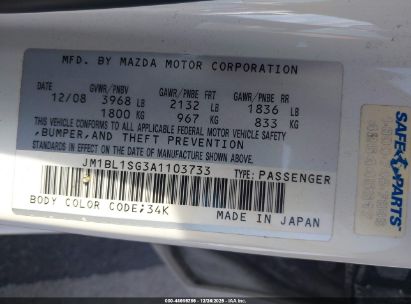 MFD. BY MAZDA MOTOR CORPORATION
GVWR/PNBV GAWR/PNBE FRT GAWR/PNBE RR
12/08 3968 LB 2132 LB 1836 LB
1800 KG 967 KG 833 KG
THIS VEHICLE CONFORMS TO ALL APPLICABLE FEDERAL MOTOR VEHICLE SAFETY
,BUMPER,AND THEFT PREVENTION
STANDARDS IN EFFECT ON THE DATE OF MANUFACTURE SHOWN ABOVE.
JM1BL1SG3A1103733 TYPE:PASSENGER
BODY COLOR CODE:34K
MADE IN JAPAN
SAFE-PARTS